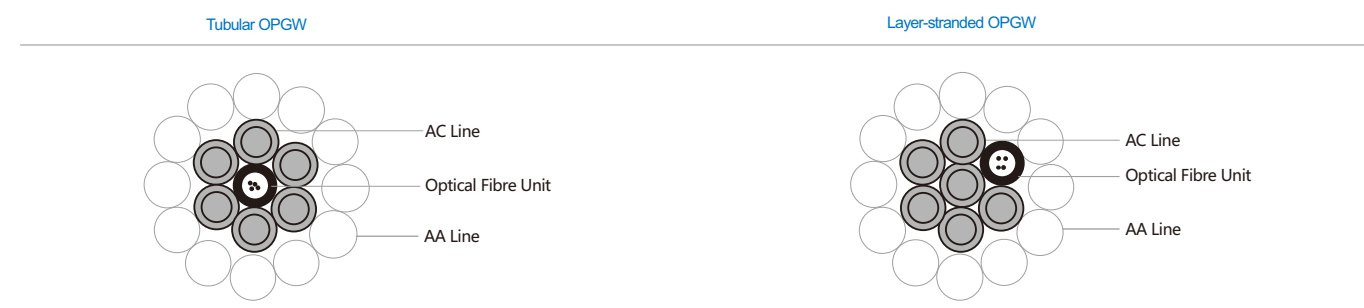 Tubular OPGW
Layer-stranded OPGW
AC Line
Optical Fibre Unit
AA Line
AC Line
Optical Fibre Unit
AA Line